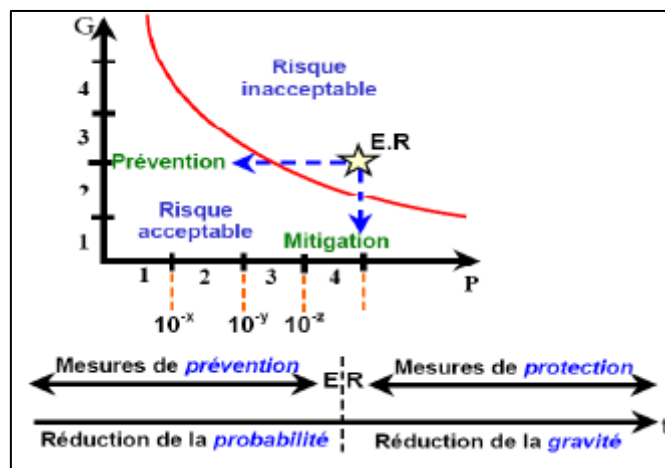 G
4
Risque
inacceptable
3
E.R
Prévention
2
Risque
acceptable
1
Mitigation
1 2 3 4 P
10⁻ˣ 10⁻ʸ 10⁻ᶻ
Mesures de prévention E R Mesures de protection
t
Réduction de la probabilité Réduction de la gravité